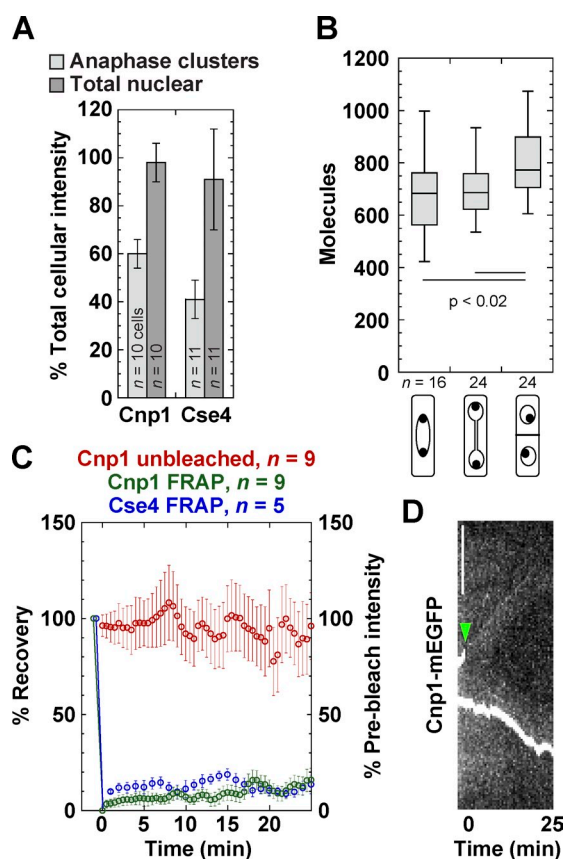 A
Anaphase clusters
Total nuclear
% Total cellular intensity
120
100
80
60
40
20
0
n = 10 cells
n = 10
n = 11
n = 11
Cnp1 Cse4
B
Molecules
1200
1000
800
600
400
200
0
p < 0.02
n = 16 24 24
C
Cnp1 unbleached, n = 9
Cnp1 FRAP, n = 9
Cse4 FRAP, n = 5
% Recovery
150
100
50
0
% Pre-bleach intensity
150
100
50
0
0 5 10 15 20
Time (min)
D
Cnp1-mEGFP
0 25
Time (min)